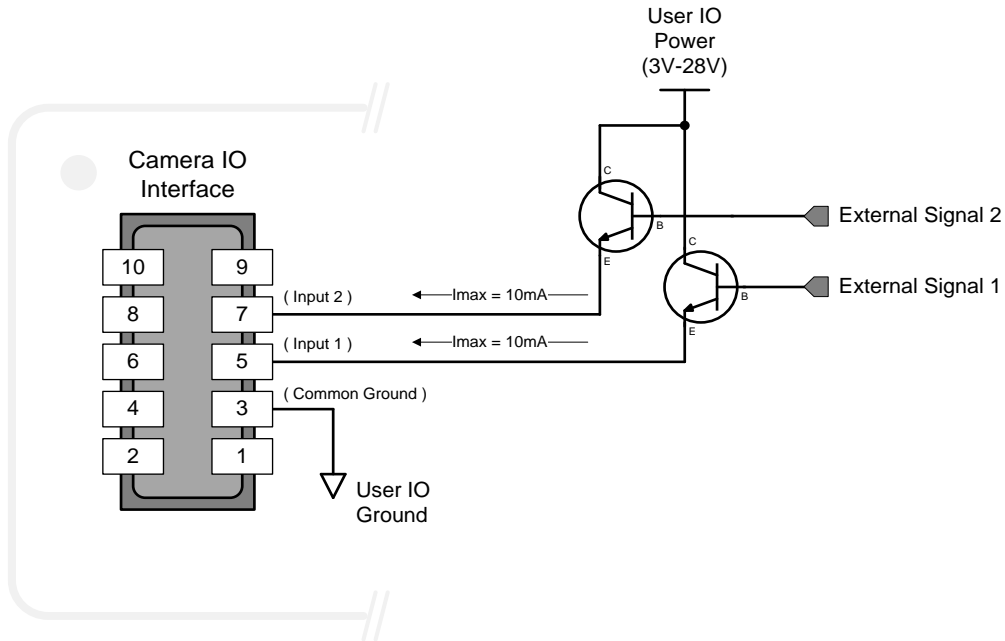 User IO
Power
(3V-28V)
Camera IO
Interface
C
B
E
External Signal 2
C
B
E
External Signal 1
10
9
8
7
( Input 2 )
Imax = 10mA
6
5
( Input 1 )
Imax = 10mA
4
3
( Common Ground )
2
1
User IO
Ground